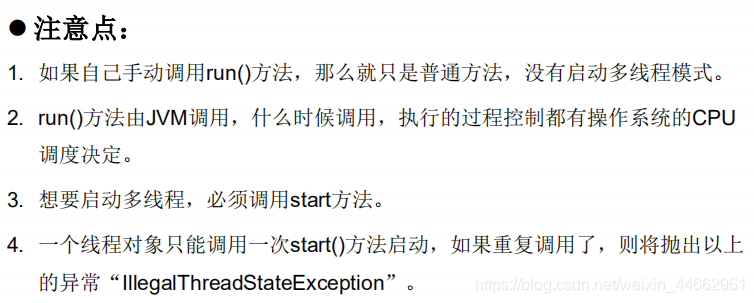 ● 注意点：
1. 如果自己手动调用run()方法，那么就只是普通方法，没有启动多线程模式。
2. run()方法由JVM调用，什么时候调用，执行的过程控制都有操作系统的CPU
调度决定。
3. 想要启动多线程，必须调用start方法。
4. 一个线程对象只能调用一次start()方法启动，如果重复调用了，则将抛出以上
的异常“IllegalThreadStateException”。
https://blog.csdn.net/weixin_44662961